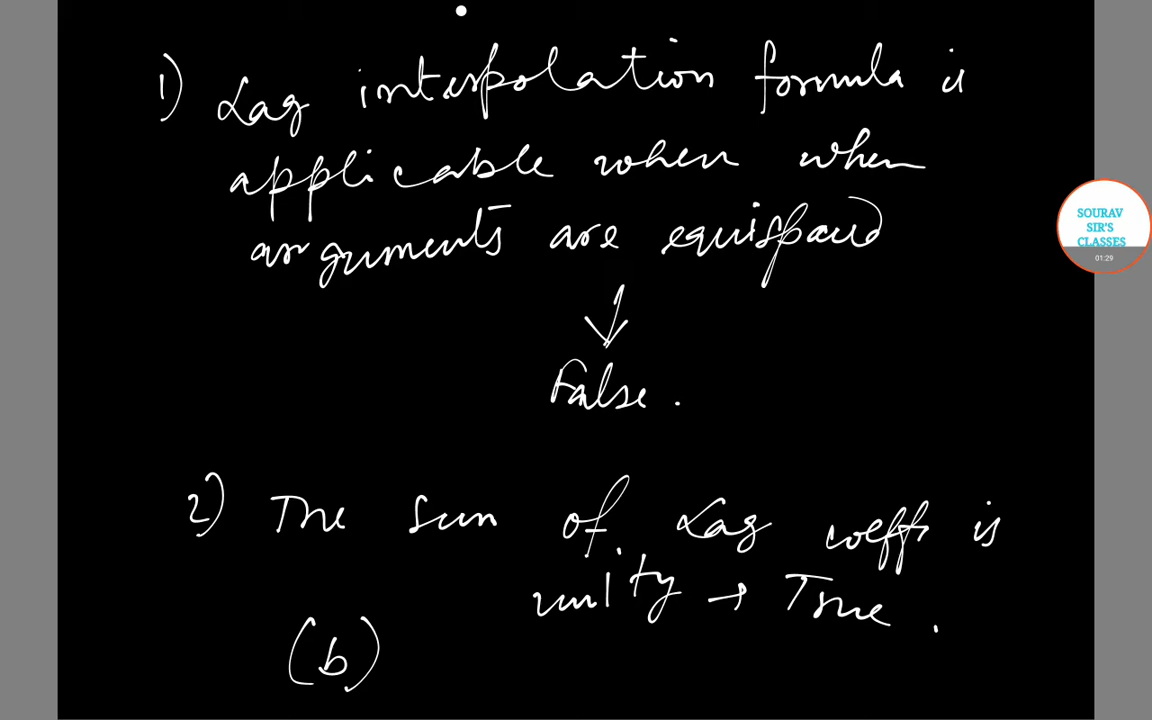 1) Lag interpolation formula is
applicable when when
arguments are equispaced
False.
2) The sum of Lag coeff is
unity → True.
(b)
SOURAV
SIR'S
CLASSES
01:29